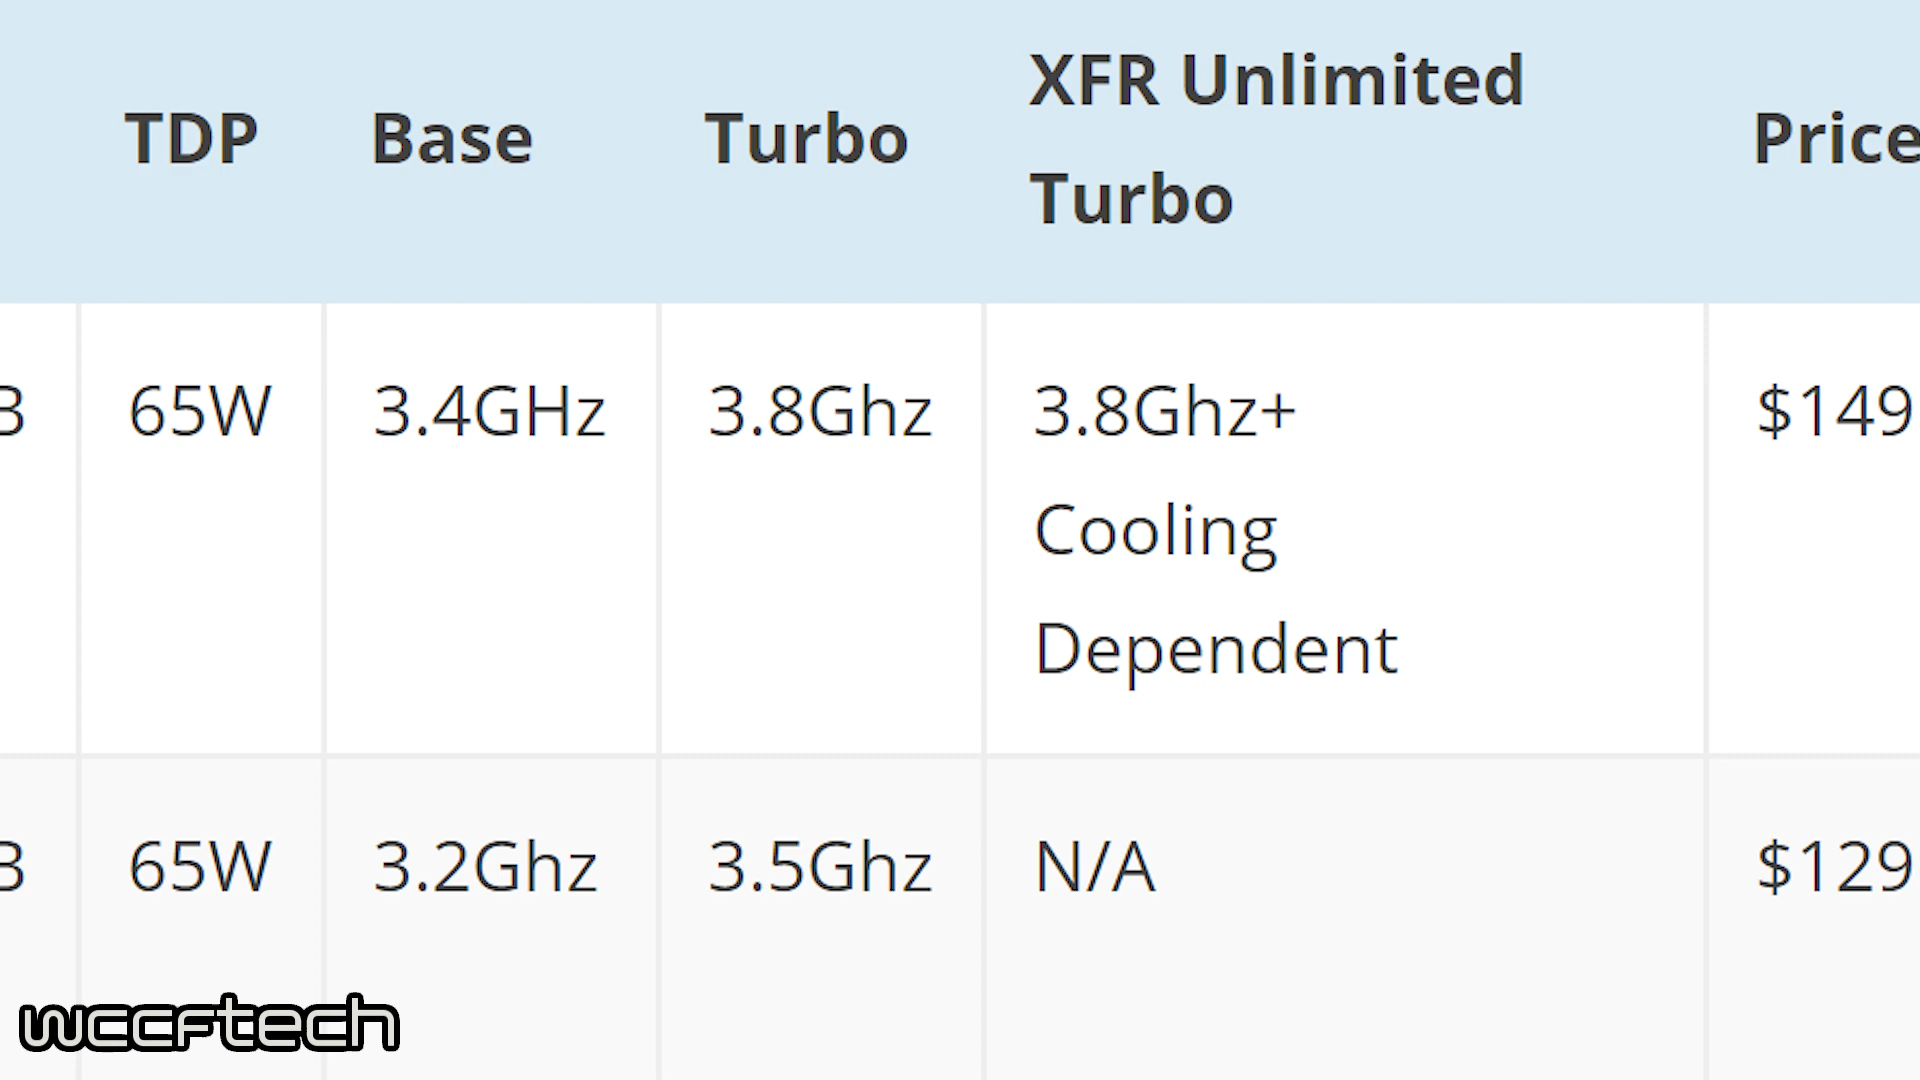 TDP Base Turbo XFR Unlimited Turbo Price
B 65W 3.4GHz 3.8Ghz 3.8Ghz+ $149
Cooling
Dependent
B 65W 3.2Ghz 3.5Ghz N/A $129
wccftech